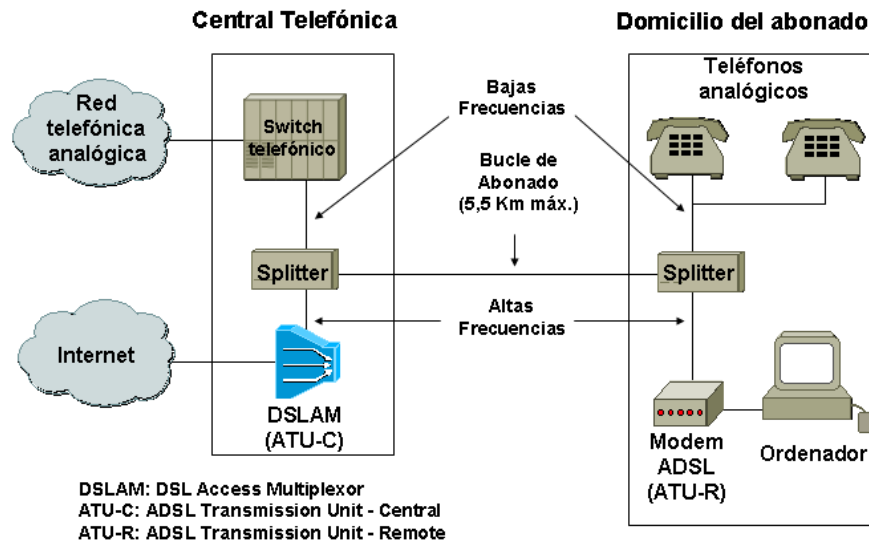 Central Telefónica
Domicilio del abonado
Red
telefónica
analógica
Switch
telefónico
Bajas
Frecuencias
Teléfonos
analógicos
Bucle de
Abonado
(5,5 Km máx.)
Splitter
Splitter
Altas
Frecuencias
Internet
DSLAM
(ATU-C)
Modem
ADSL
(ATU-R)
Ordenador
DSLAM: DSL Access Multiplexor
ATU-C: ADSL Transmission Unit - Central
ATU-R: ADSL Transmission Unit - Remote